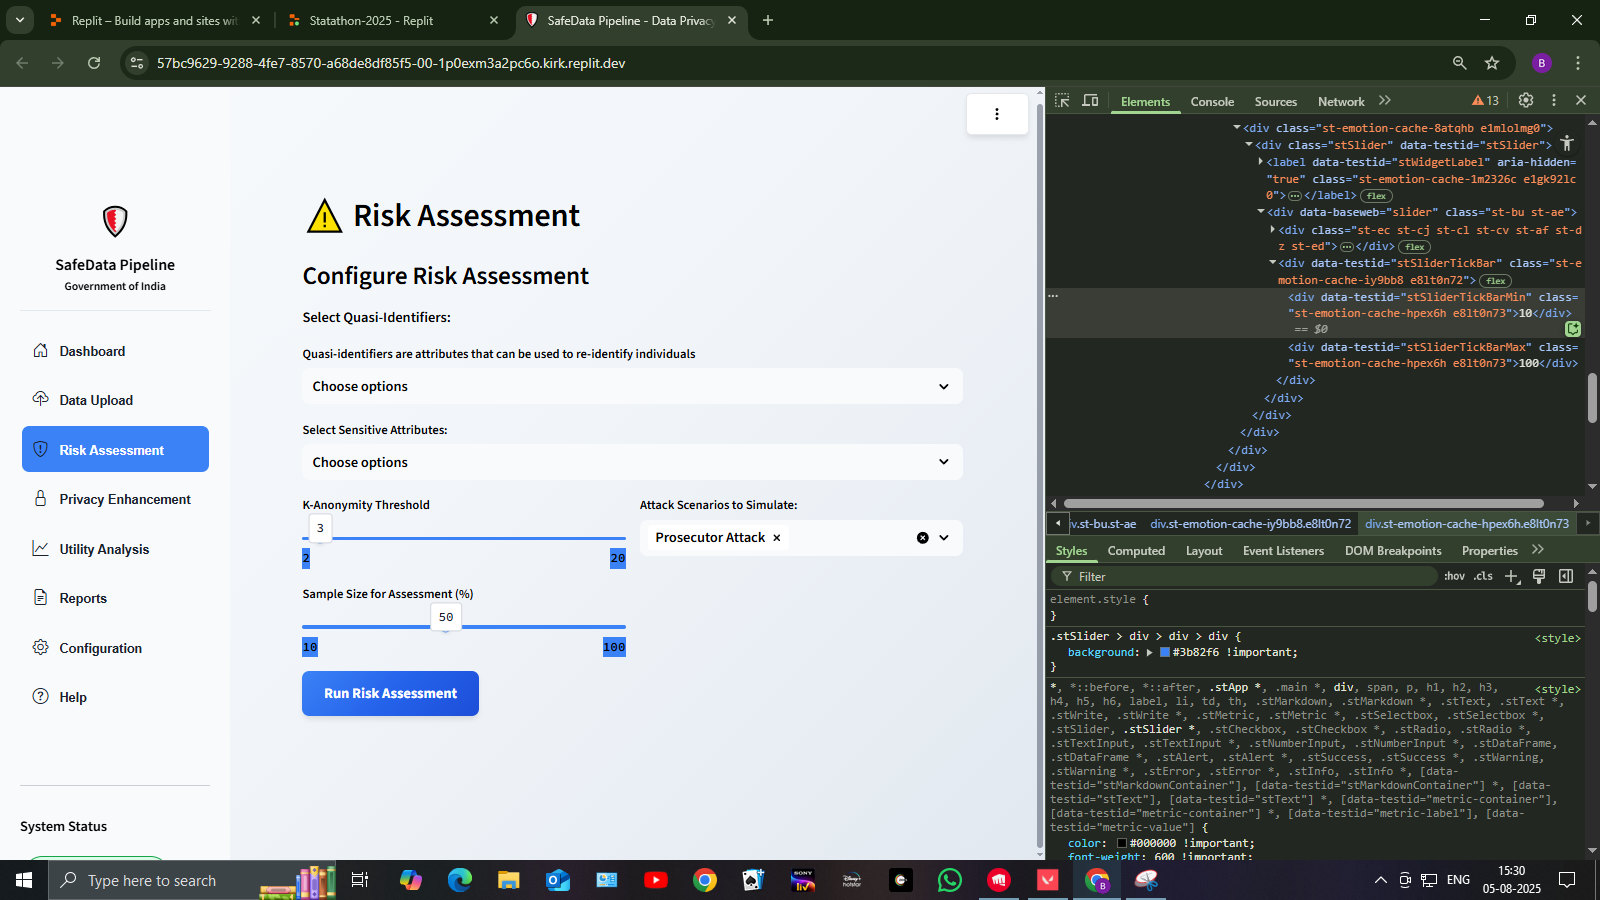 Replit – Build apps and sites wit
Statathon-2025 - Replit
SafeData Pipeline - Data Privacy
57bc9629-9288-4fe7-8570-a68de8df85f5-00-1p0exm3a2pc6o.kirk.replit.dev
B
SafeData Pipeline
Government of India
Dashboard
Data Upload
Risk Assessment
Privacy Enhancement
Utility Analysis
Reports
Configuration
Help
System Status
Risk Assessment
Configure Risk Assessment
Select Quasi-Identifiers:
Quasi-identifiers are attributes that can be used to re-identify individuals
Choose options
Select Sensitive Attributes:
Choose options
K-Anonymity Threshold
3
2 20
Attack Scenarios to Simulate:
Prosecutor Attack
Sample Size for Assessment (%)
50
10 100
Run Risk Assessment
Elements Console Sources Network 13
<div class="st-emotion-cache-8atqhb e1mlolmg0">
<div class="stSlider" data-testid="stSlider">
<label data-testid="stWidgetLabel" aria-hidden=
"true" class="st-emotion-cache-1m2326c e1gk92lc
0">…</label> flex
<div data-baseweb="slider" class="st-bu st-ae">
<div class="st-ec st-cj st-cl st-cv st-af st-d
z st-ed">…</div> flex
<div data-testid="stSliderTickBar" class="st-e
motion-cache-iy9bb8 e8lt0n72"> flex
<div data-testid="stSliderTickBarMin" class=
"st-emotion-cache-hpex6h e8lt0n73">10</div>
== $0
<div data-testid="stSliderTickBarMax" class=
"st-emotion-cache-hpex6h e8lt0n73">100</div>
</div>
</div>
</div>
</div>
</div>
</div>
</div>
iv.st-bu.st-ae div.st-emotion-cache-iy9bb8.e8lt0n72 div.st-emotion-cache-hpex6h.e8lt0n73
Styles Computed Layout Event Listeners DOM Breakpoints Properties
Filter :hov .cls
element.style {
}
.stSlider > div > div > div { <style>
background: #3b82f6 !important;
}
*, *::before, *::after, .stApp *, .main *, div, span, p, h1, h2, h3, <style>
h4, h5, h6, label, li, td, th, .stMarkdown, .stMarkdown *, .stText, .stText *,
.stWrite, .stWrite *, .stMetric, .stMetric *, .stSelectbox, .stSelectbox *,
.stSlider, .stSlider *, .stCheckbox, .stCheckbox *, .stRadio, .stRadio *,
.stTextInput, .stTextInput *, .stNumberInput, .stNumberInput *, .stDataFrame,
.stDataFrame *, .stAlert, .stAlert *, .stSuccess, .stSuccess *, .stWarning,
.stWarning *, .stError, .stError *, .stInfo, .stInfo *, [data-
testid="stMarkdownContainer"], [data-testid="stMarkdownContainer"] *, [data-
testid="stText"], [data-testid="stText"] *, [data-testid="metric-container"],
[data-testid="metric-container"] *, [data-testid="metric-label"], [data-
testid="metric-value"] {
color: #000000 !important;
font-weight: 600 !important;
Type here to search
SONY
liv
Disney+
hotstar
B
ENG
15:30
05-08-2025